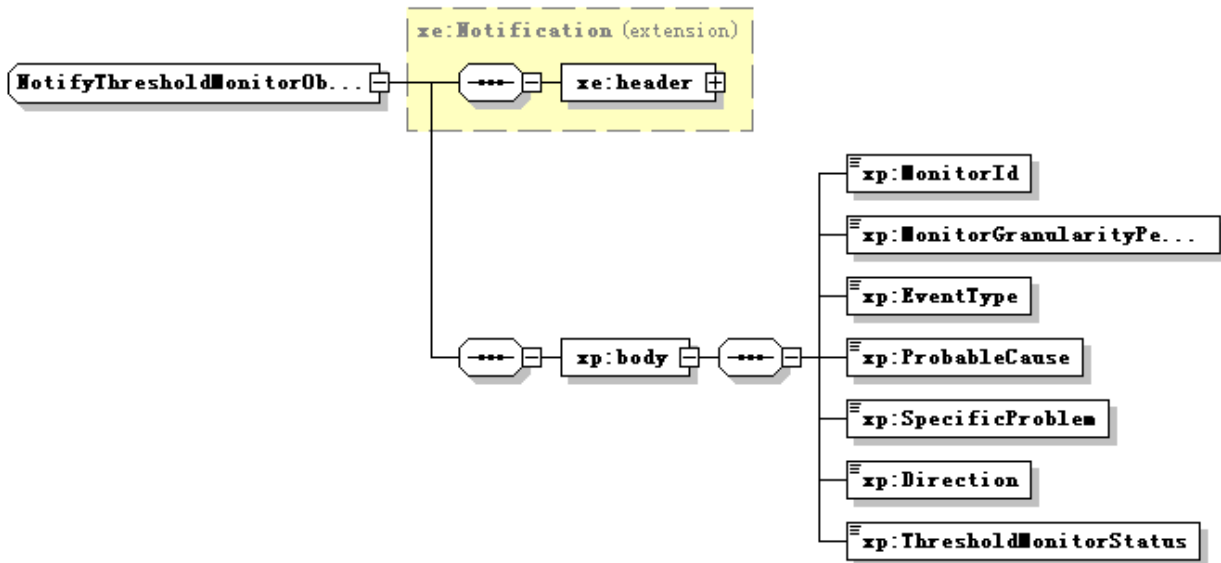 xe:Notification (extension)
NotifyThresholdMonitorOb...
xe:header
xp:MonitorId
xp:MonitorGranularityPe...
xp:EventType
xp:body
xp:ProbableCause
xp:SpecificProblem
xp:Direction
xp:ThresholdMonitorStatus